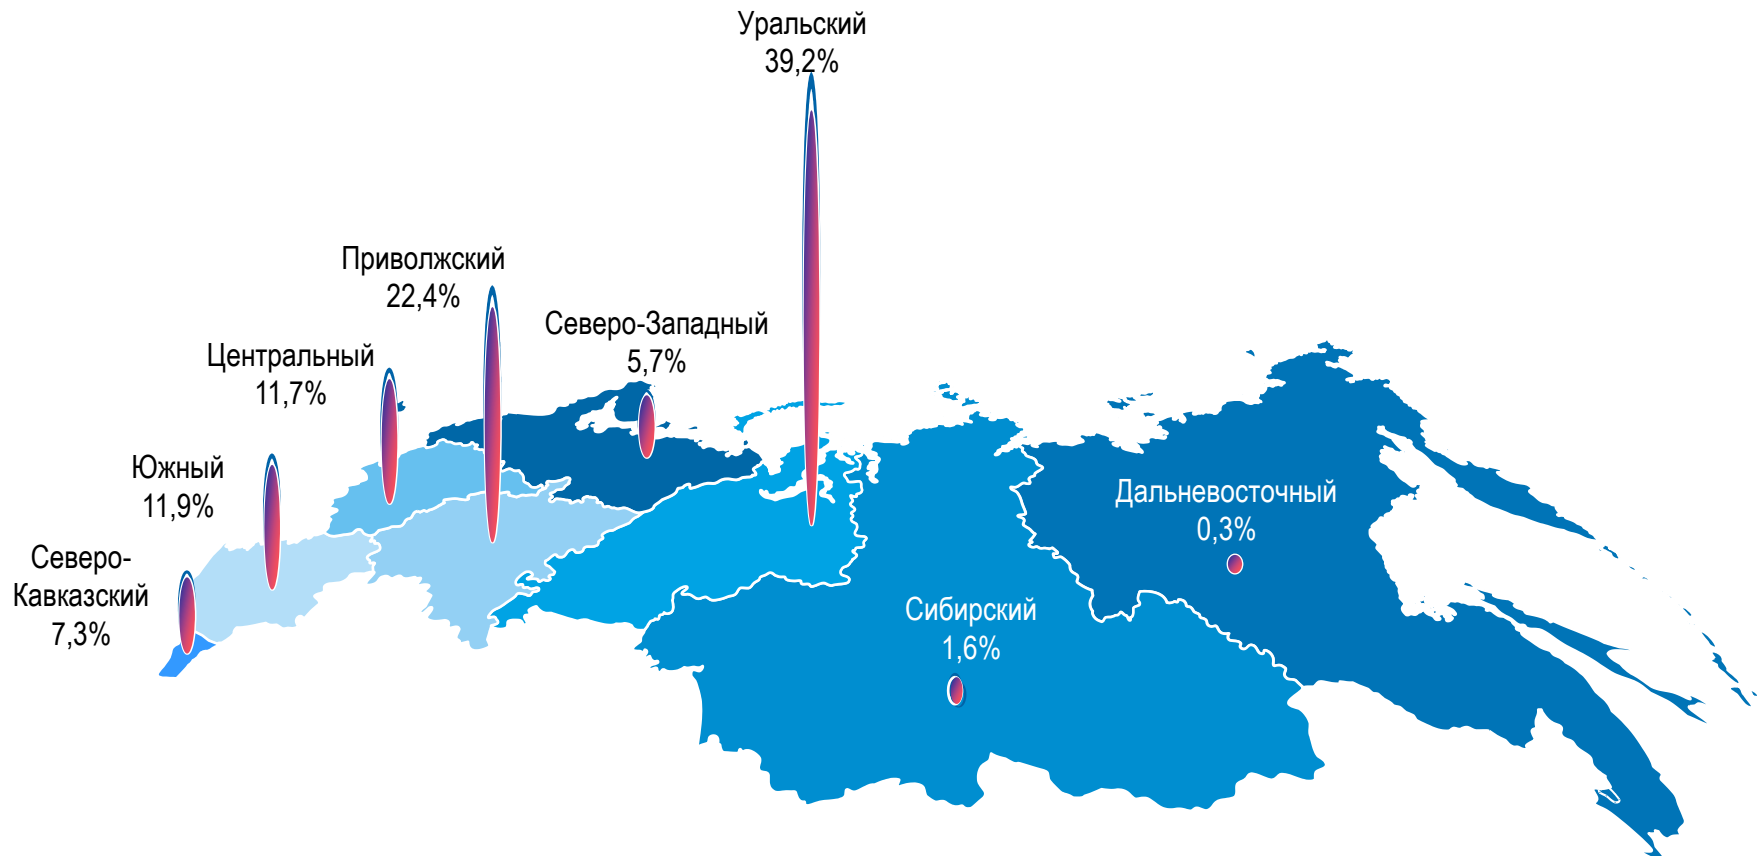 Уральский
39,2%
Приволжский
22,4%
Северо-Западный
5,7%
Центральный
11,7%
Южный
11,9%
Северо-
Кавказский
7,3%
Дальневосточный
0,3%
Сибирский
1,6%